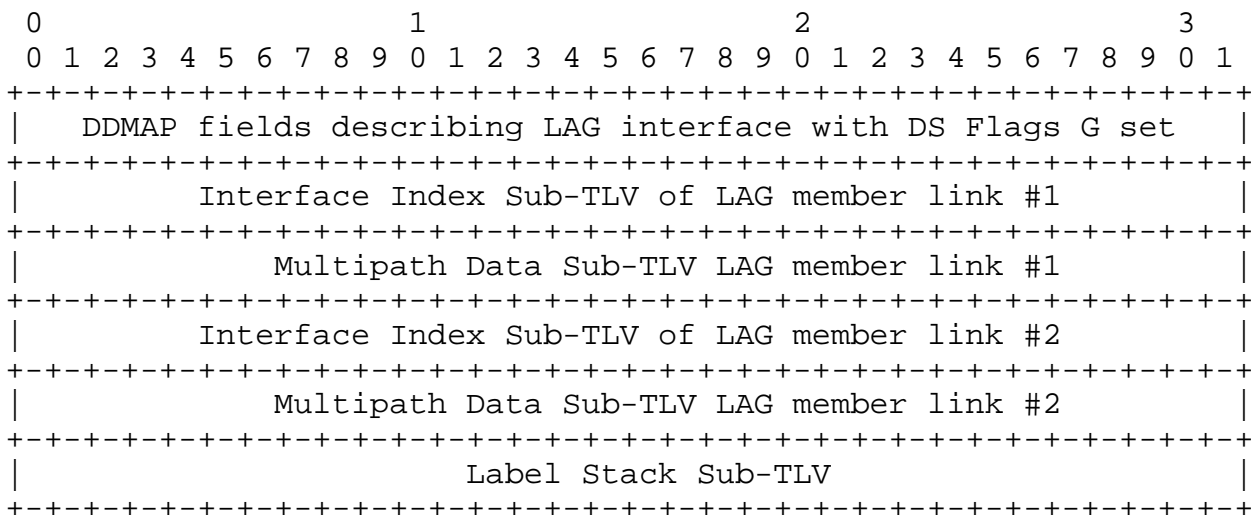 0                   1                   2                   3
 0 1 2 3 4 5 6 7 8 9 0 1 2 3 4 5 6 7 8 9 0 1 2 3 4 5 6 7 8 9 0 1
+-+-+-+-+-+-+-+-+-+-+-+-+-+-+-+-+-+-+-+-+-+-+-+-+-+-+-+-+-+-+-+-+
|   DDMAP fields describing LAG interface with DS Flags G set   |
+-+-+-+-+-+-+-+-+-+-+-+-+-+-+-+-+-+-+-+-+-+-+-+-+-+-+-+-+-+-+-+-+
|         Interface Index Sub-TLV of LAG member link #1         |
+-+-+-+-+-+-+-+-+-+-+-+-+-+-+-+-+-+-+-+-+-+-+-+-+-+-+-+-+-+-+-+-+
|             Multipath Data Sub-TLV LAG member link #1         |
+-+-+-+-+-+-+-+-+-+-+-+-+-+-+-+-+-+-+-+-+-+-+-+-+-+-+-+-+-+-+-+-+
|         Interface Index Sub-TLV of LAG member link #2         |
+-+-+-+-+-+-+-+-+-+-+-+-+-+-+-+-+-+-+-+-+-+-+-+-+-+-+-+-+-+-+-+-+
|             Multipath Data Sub-TLV LAG member link #2         |
+-+-+-+-+-+-+-+-+-+-+-+-+-+-+-+-+-+-+-+-+-+-+-+-+-+-+-+-+-+-+-+-+
|                       Label Stack Sub-TLV                     |
+-+-+-+-+-+-+-+-+-+-+-+-+-+-+-+-+-+-+-+-+-+-+-+-+-+-+-+-+-+-+-+-+